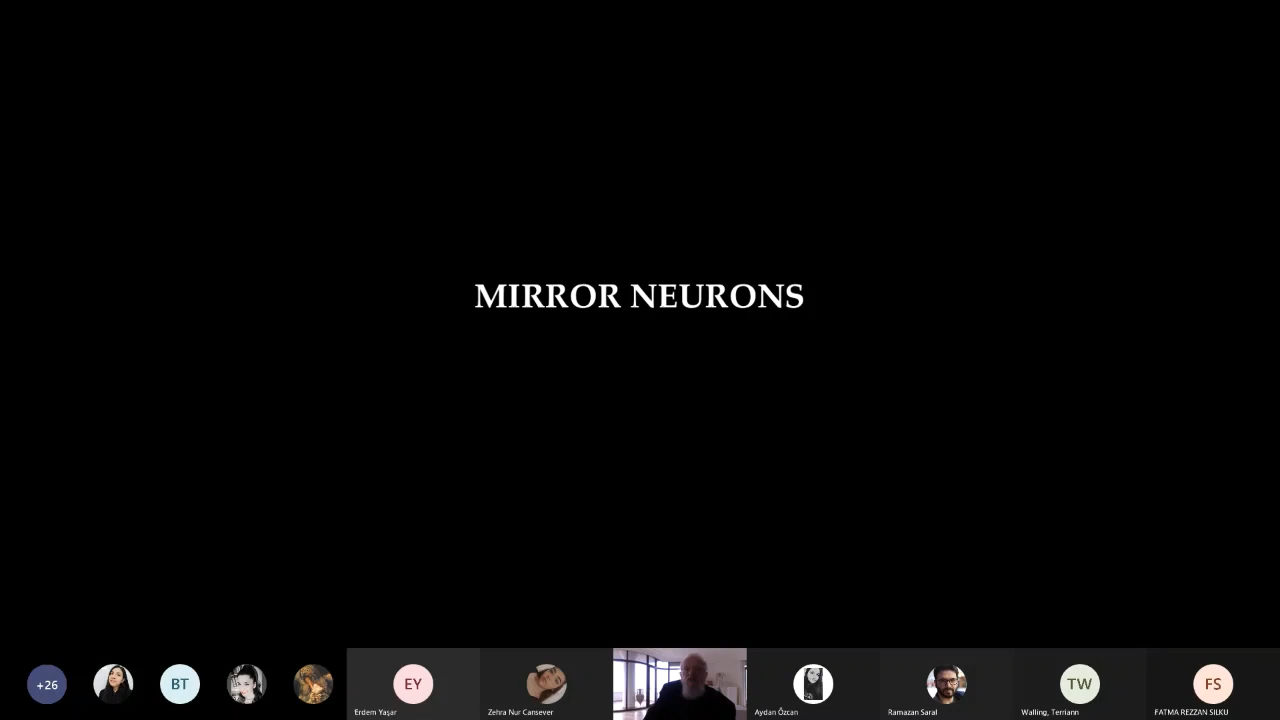 MIRROR NEURONS
+26
BT
EY
TW
FS
Erdem Yaşar
Zehra Nur Cansever
Aydan Özcan
Ramazan Saral
Walling, Terriann
FATMA REZZAN SILKU